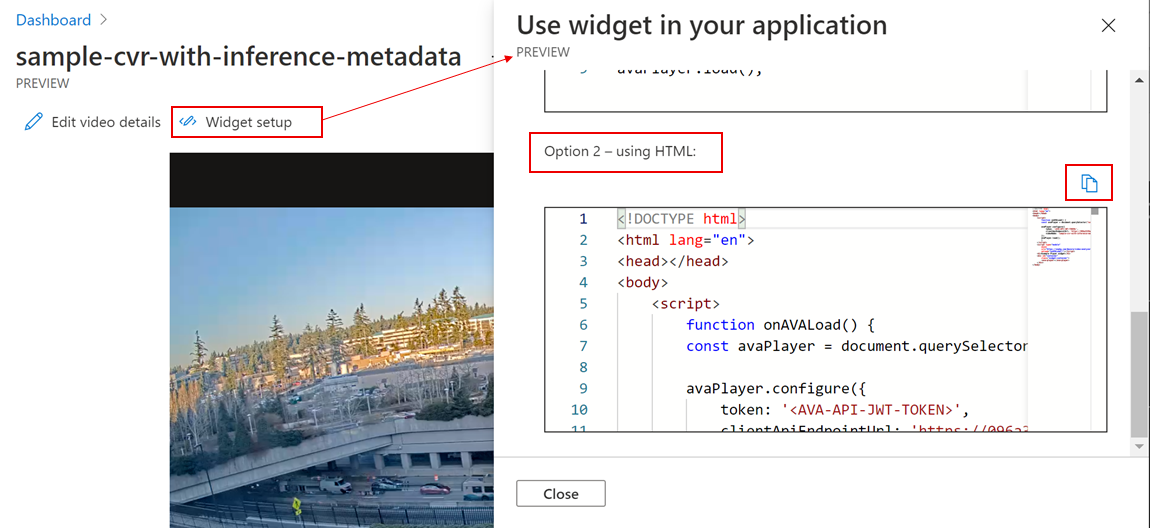 Dashboard >
sample-cvr-with-inference-metadata
PREVIEW
Edit video details
Widget setup
Use widget in your application
PREVIEW
avaPlayer.load();
Option 2 – using HTML:
1 <!DOCTYPE html>
2 <html lang="en">
3 <head></head>
4 <body>
5 <script>
6 function onAVALoad() {
7 const avaPlayer = document.querySelector
8
9 avaPlayer.configure({
10 token: '<AVA-API-JWT-TOKEN>',
11 clientApiEndpointUrl: 'https://096a
Close